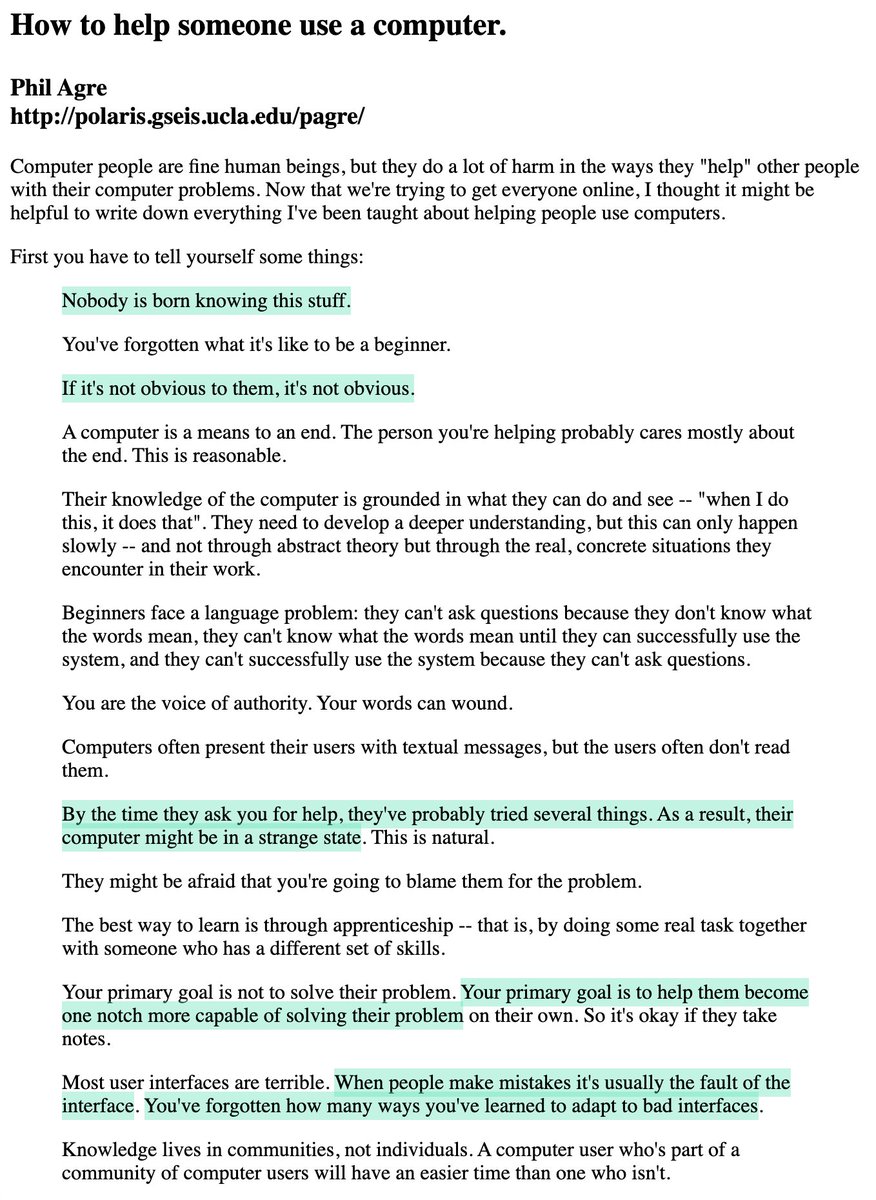 How to help someone use a computer.
Phil Agre
http://polaris.gseis.ucla.edu/pagre/
Computer people are fine human beings, but they do a lot of harm in the ways they "help" other people
with their computer problems. Now that we're trying to get everyone online, I thought it might be
helpful to write down everything I've been taught about helping people use computers.
First you have to tell yourself some things:
Nobody is born knowing this stuff.
You've forgotten what it's like to be a beginner.
If it's not obvious to them, it's not obvious.
A computer is a means to an end. The person you're helping probably cares mostly about
the end. This is reasonable.
Their knowledge of the computer is grounded in what they can do and see -- "when I do
this, it does that". They need to develop a deeper understanding, but this can only happen
slowly -- and not through abstract theory but through the real, concrete situations they
encounter in their work.
Beginners face a language problem: they can't ask questions because they don't know what
the words mean, they can't know what the words mean until they can successfully use the
system, and they can't successfully use the system because they can't ask questions.
You are the voice of authority. Your words can wound.
Computers often present their users with textual messages, but the users often don't read
them.
By the time they ask you for help, they've probably tried several things. As a result, their
computer might be in a strange state. This is natural.
They might be afraid that you're going to blame them for the problem.
The best way to learn is through apprenticeship -- that is, by doing some real task together
with someone who has a different set of skills.
Your primary goal is not to solve their problem. Your primary goal is to help them become
one notch more capable of solving their problem on their own. So it's okay if they take
notes.
Most user interfaces are terrible. When people make mistakes it's usually the fault of the
interface. You've forgotten how many ways you've learned to adapt to bad interfaces.
Knowledge lives in communities, not individuals. A computer user who's part of a
community of computer users will have an easier time than one who isn't.